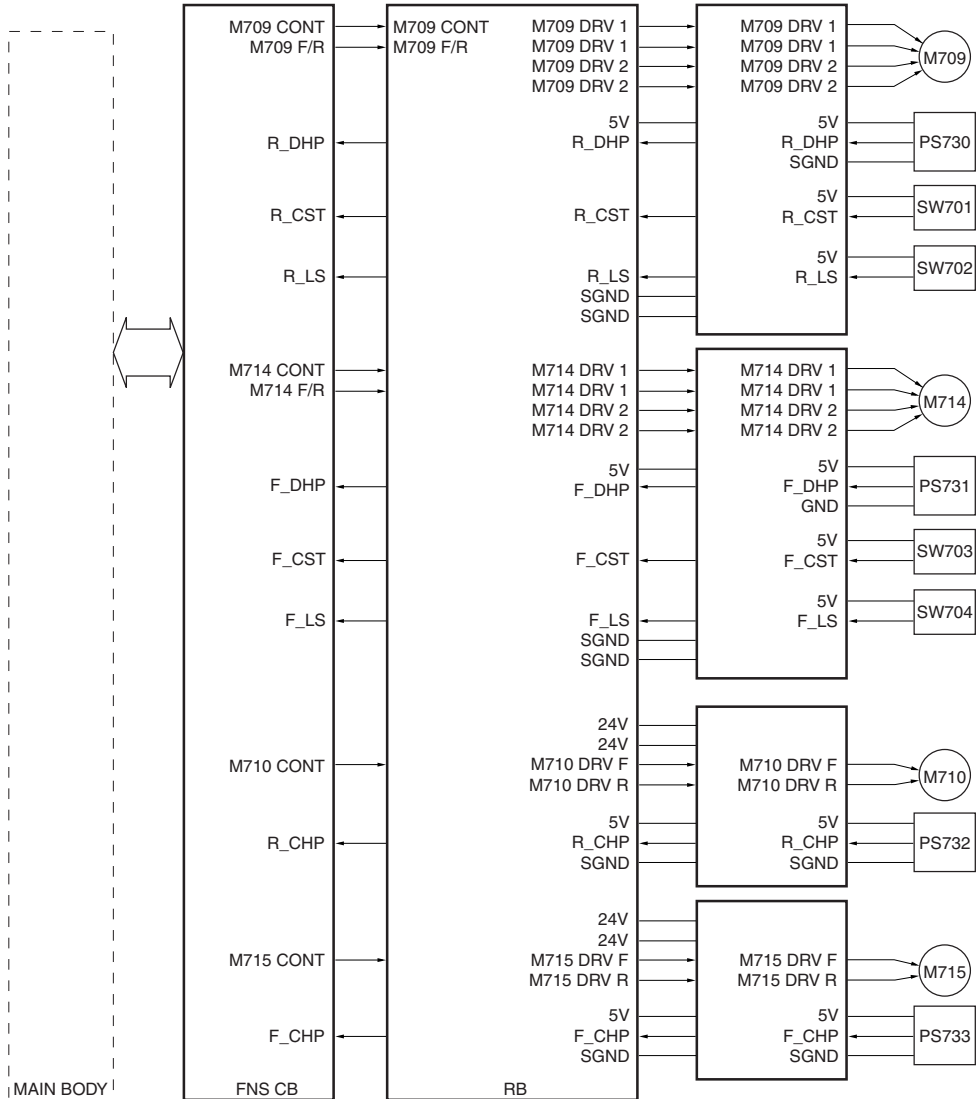 M709 CONT M709 CONT M709 DRV 1 M709 DRV 1
M709 F/R M709 F/R M709 DRV 1 M709 DRV 1
M709 DRV 2 M709 DRV 2
M709 DRV 2 M709 DRV 2
M709
5V 5V
R_DHP R_DHP R_DHP PS730
SGND
5V
R_CST R_CST R_CST SW701
5V
R_LS R_LS R_LS SW702
SGND
SGND
M714 CONT M714 DRV 1 M714 DRV 1
M714 F/R M714 DRV 1 M714 DRV 1
M714 DRV 2 M714 DRV 2
M714 DRV 2 M714 DRV 2
M714
5V 5V
F_DHP F_DHP F_DHP PS731
GND
5V
F_CST F_CST F_CST SW703
5V
F_LS F_LS F_LS SW704
SGND
SGND
24V
24V
M710 CONT M710 DRV F M710 DRV F
M710 DRV R M710 DRV R
M710
5V 5V
R_CHP R_CHP R_CHP PS732
SGND SGND
24V
24V
M715 CONT M715 DRV F M715 DRV F
M715 DRV R M715 DRV R
M715
5V 5V
F_CHP F_CHP F_CHP PS733
SGND SGND
MAIN BODY FNS CB RB